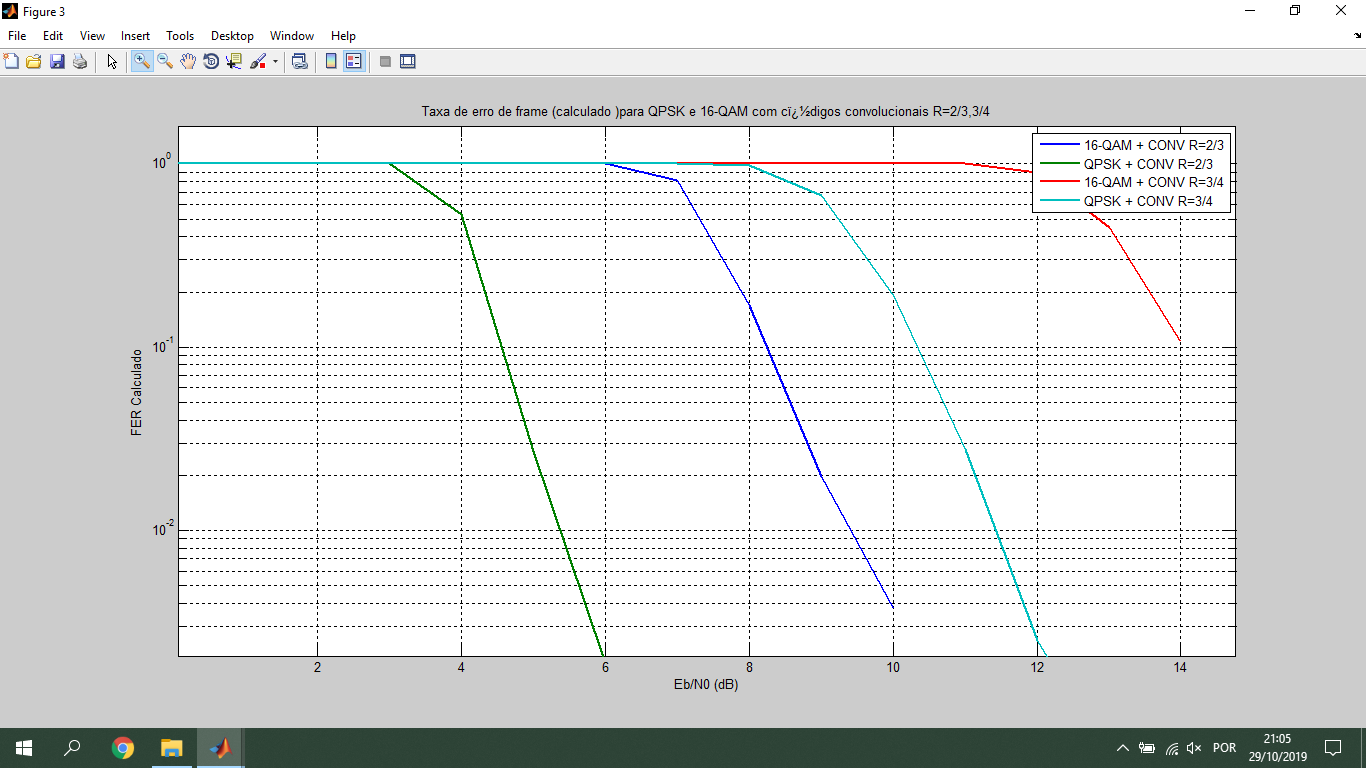 Figure 3
File Edit View Insert Tools Desktop Window Help
Taxa de erro de frame (calculado )para QPSK e 16-QAM com cï¿½digos convolucionais R=2/3,3/4
16-QAM + CONV R=2/3
QPSK + CONV R=2/3
16-QAM + CONV R=3/4
QPSK + CONV R=3/4
10^0
10^-1
10^-2
FER Calculado
2 4 6 8 10 12 14
Eb/N0 (dB)
POR
21:05
29/10/2019